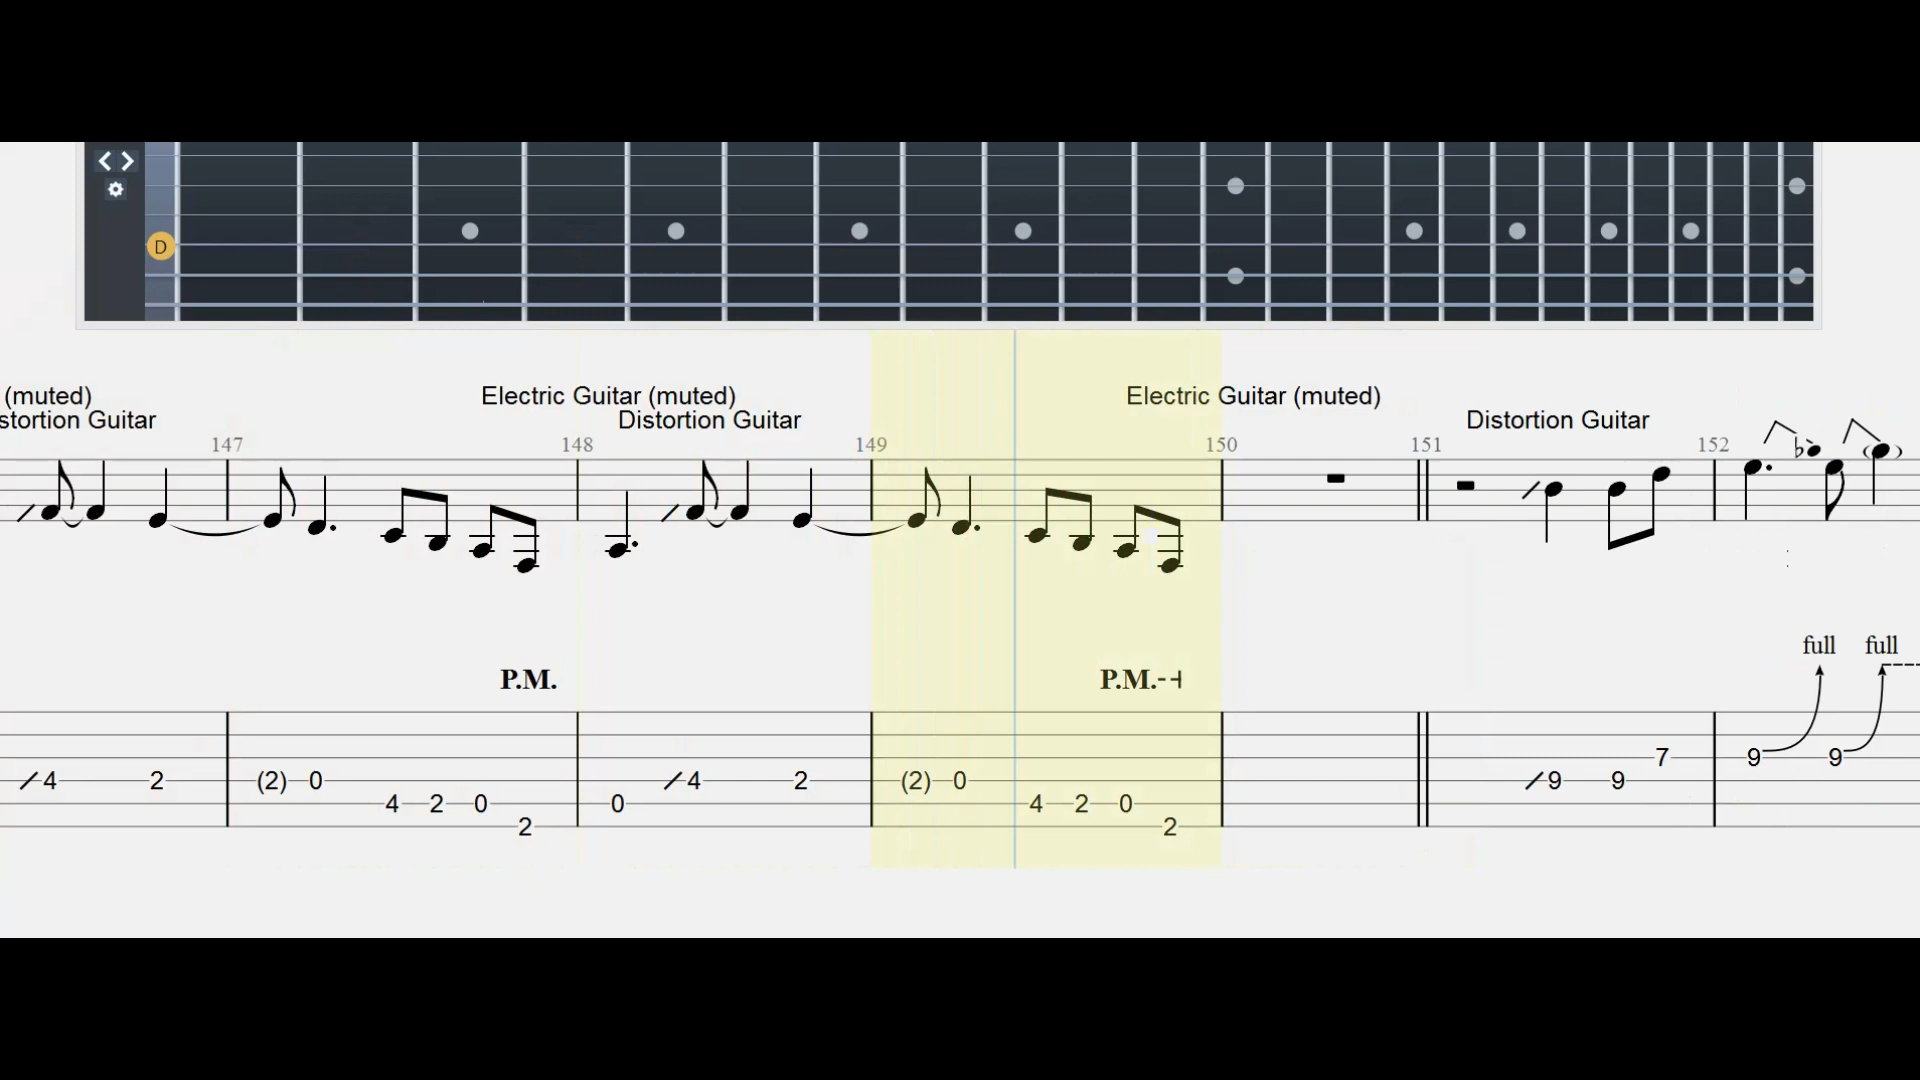 D
(muted) Electric Guitar (muted) Electric Guitar (muted)
stortion Guitar Distortion Guitar Distortion Guitar
147 148 149 150 151 152
full full
P.M. P.M.
4 2 (2) 0 4 2 0 2 0 4 2 (2) 0 4 2 0 2 9 9 7 9 9